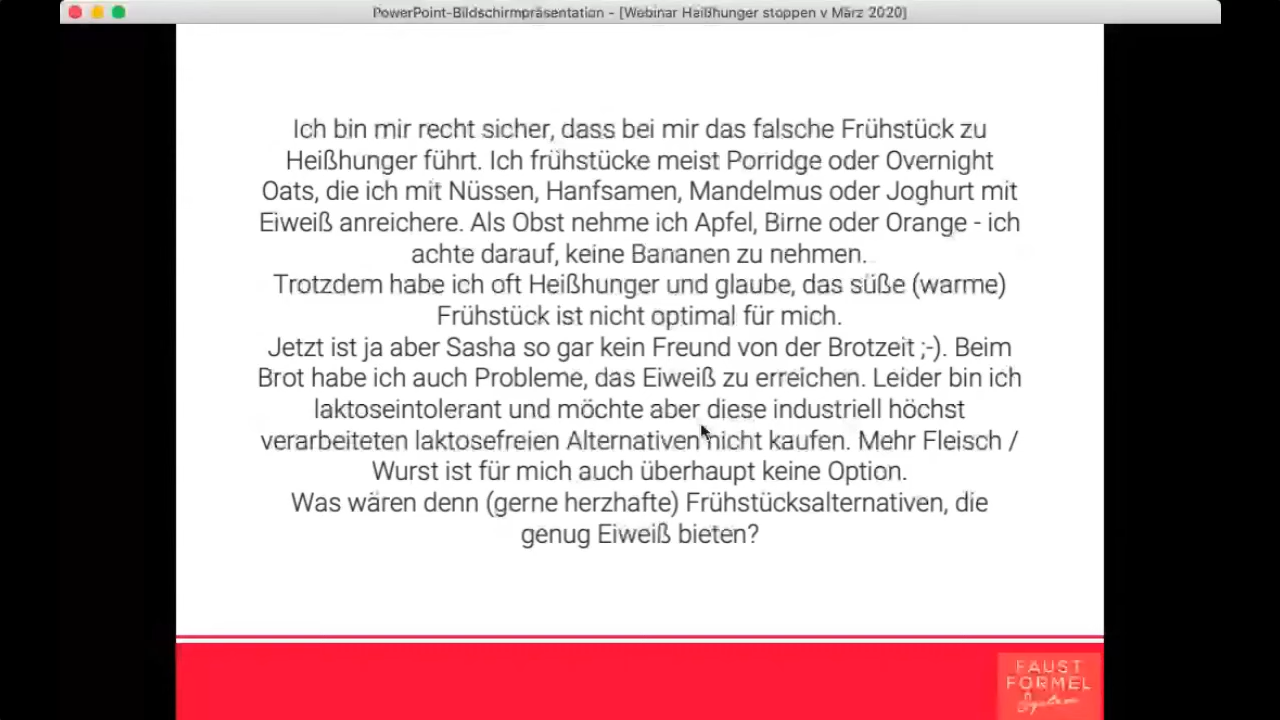 PowerPoint-Bildschirmpräsentation - [Webinar Heißhunger stoppen v März 2020]
Ich bin mir recht sicher, dass bei mir das falsche Frühstück zu
Heißhunger führt. Ich frühstücke meist Porridge oder Overnight
Oats, die ich mit Nüssen, Hanfsamen, Mandelmus oder Joghurt mit
Eiweiß anreichere. Als Obst nehme ich Apfel, Birne oder Orange - ich
achte darauf, keine Bananen zu nehmen.
Trotzdem habe ich oft Heißhunger und glaube, das süße (warme)
Frühstück ist nicht optimal für mich.
Jetzt ist ja aber Sasha so gar kein Freund von der Brotzeit ;-). Beim
Brot habe ich auch Probleme, das Eiweiß zu erreichen. Leider bin ich
laktoseintolerant und möchte aber diese industriell höchst
verarbeiteten laktosefreien Alternativen nicht kaufen. Mehr Fleisch /
Wurst ist für mich auch überhaupt keine Option.
Was wären denn (gerne herzhafte) Frühstücksalternativen, die
genug Eiweiß bieten?
FAUST
FORMEL
System